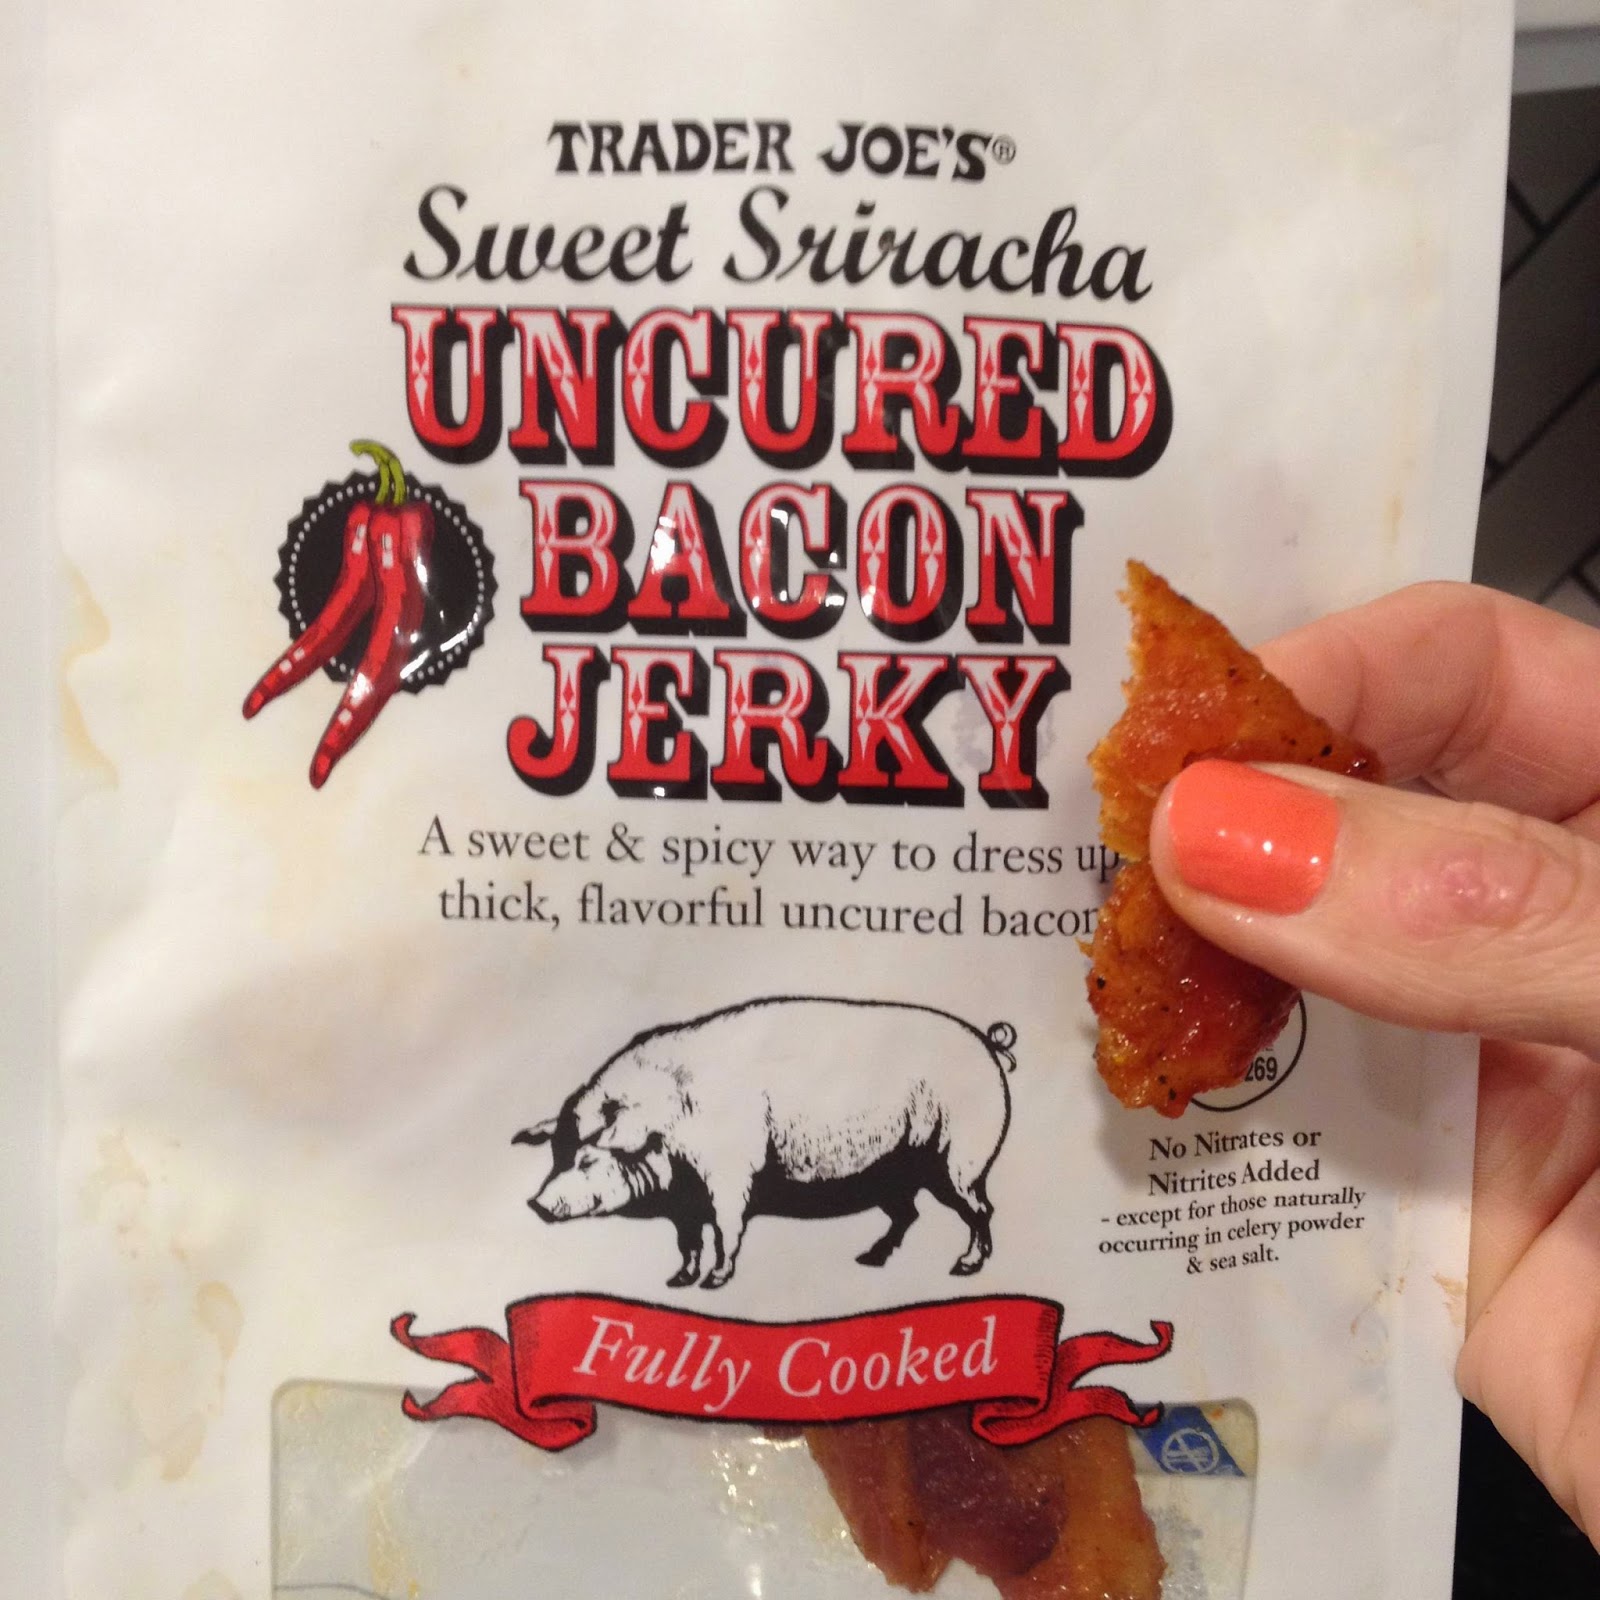 TRADER JOE'S®
Sweet Sriracha
UNCURED
BACON
JERKY
A sweet & spicy way to dress up
thick, flavorful uncured bacon
269
No Nitrates or
Nitrites Added
- except for those naturally
occurring in celery powder
& sea salt.
Fully Cooked